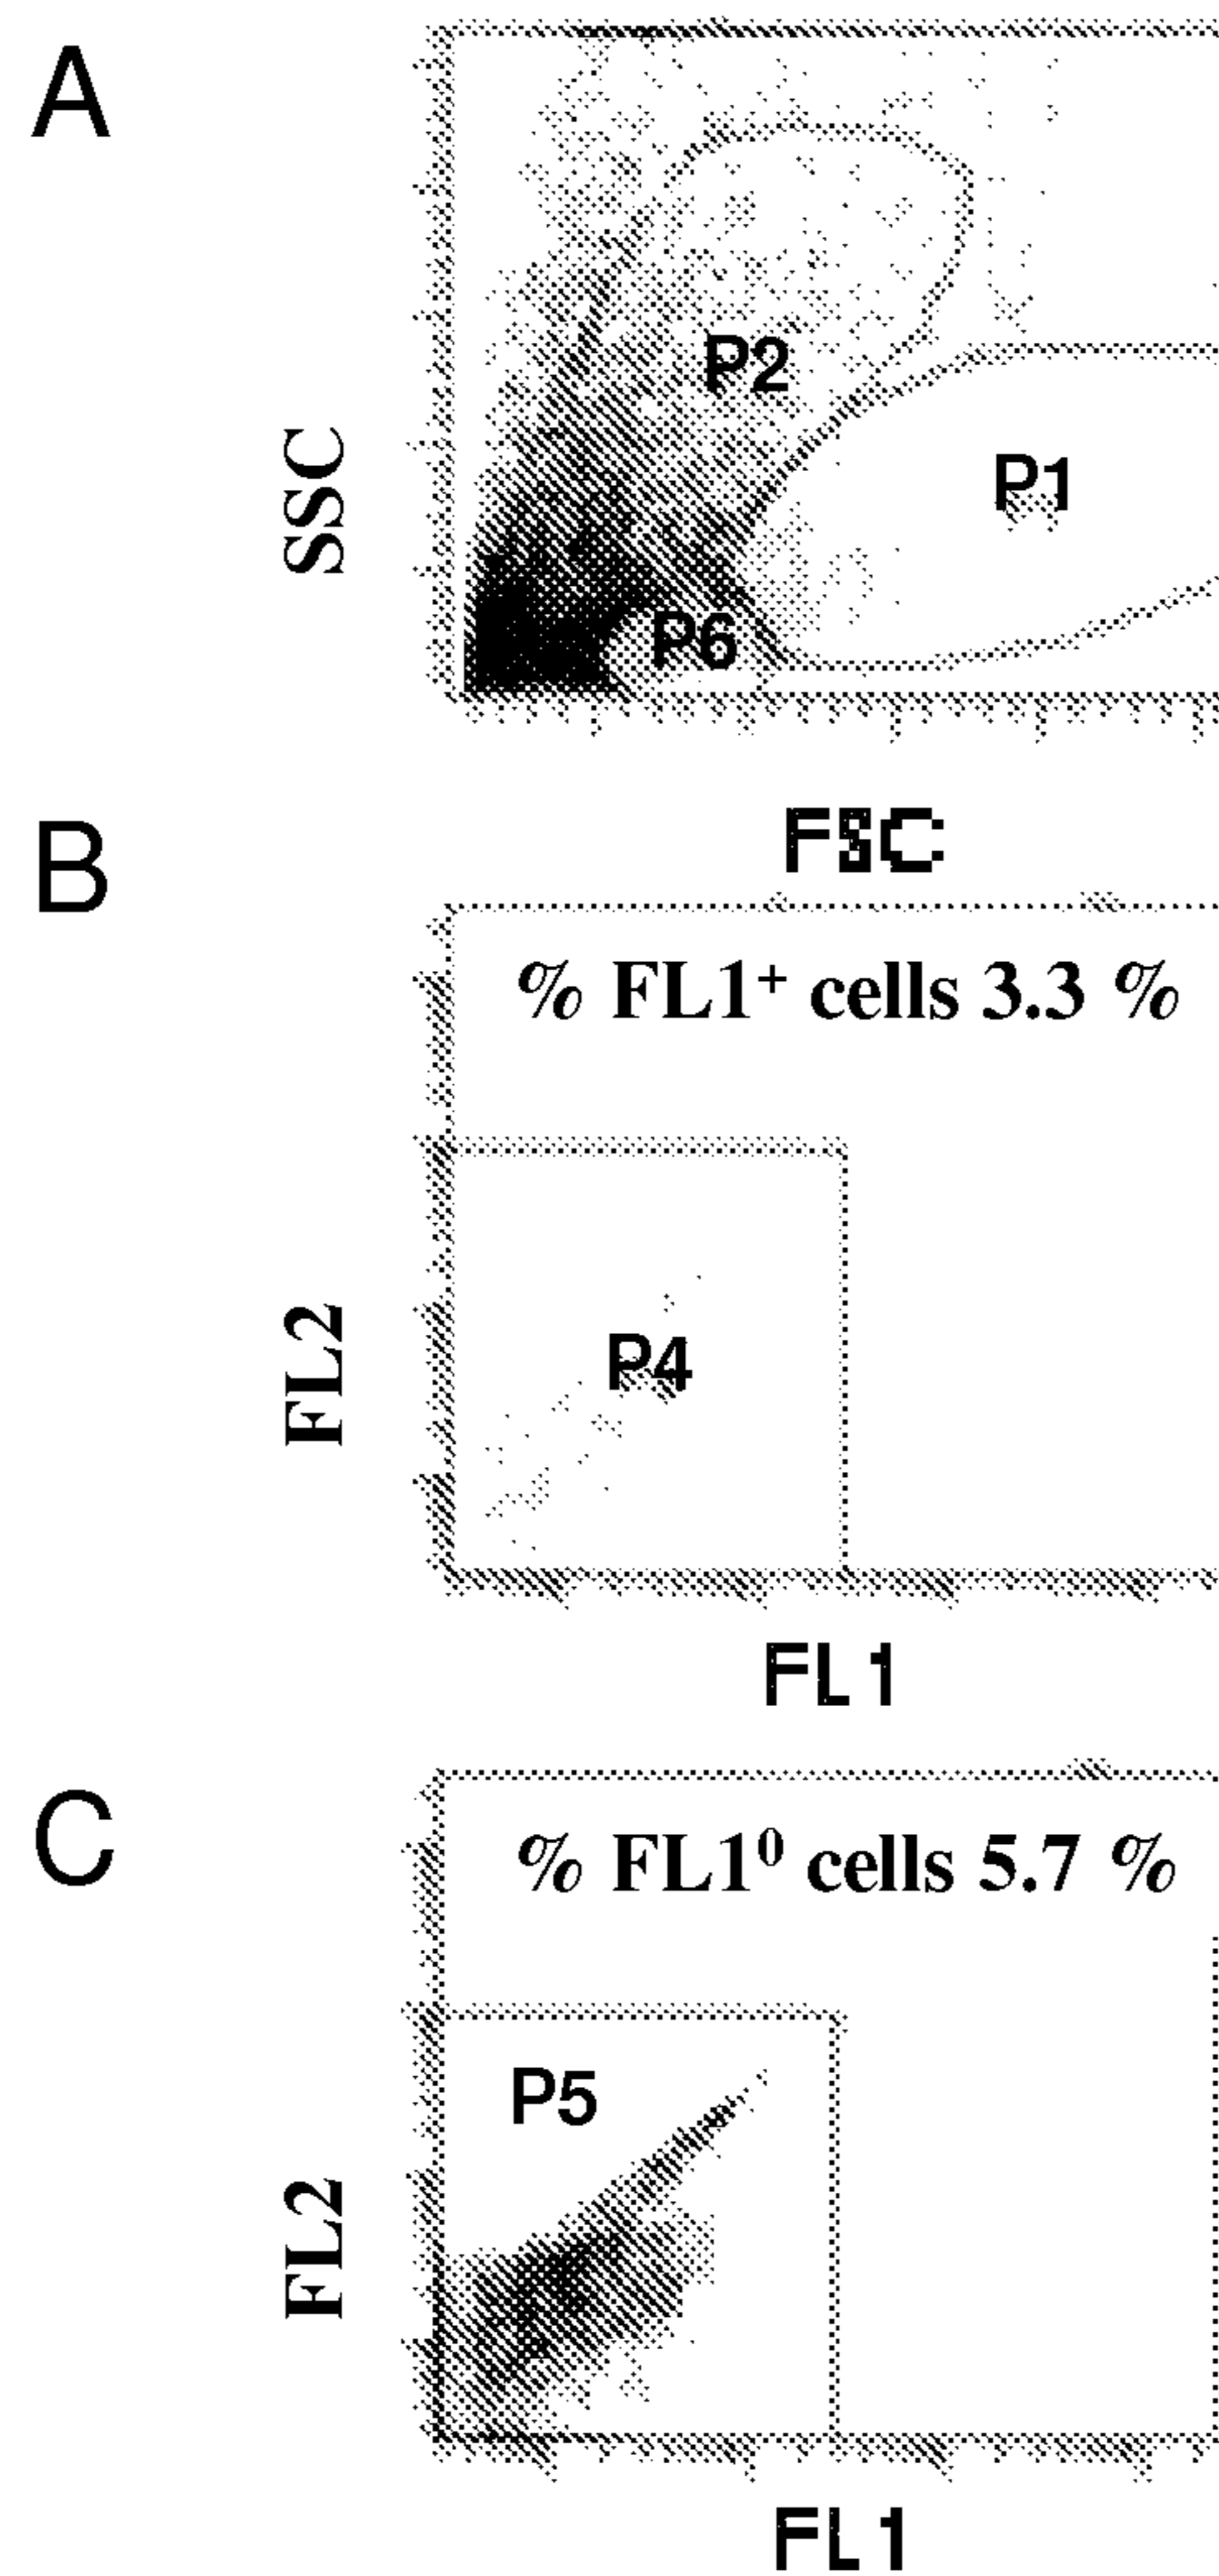 A
SSC
P2
P1
P6
FSC
B
% FL1⁺ cells 3.3 %
FL2
P4
FL1
C
% FL1⁰ cells 5.7 %
P5
FL2
FL1